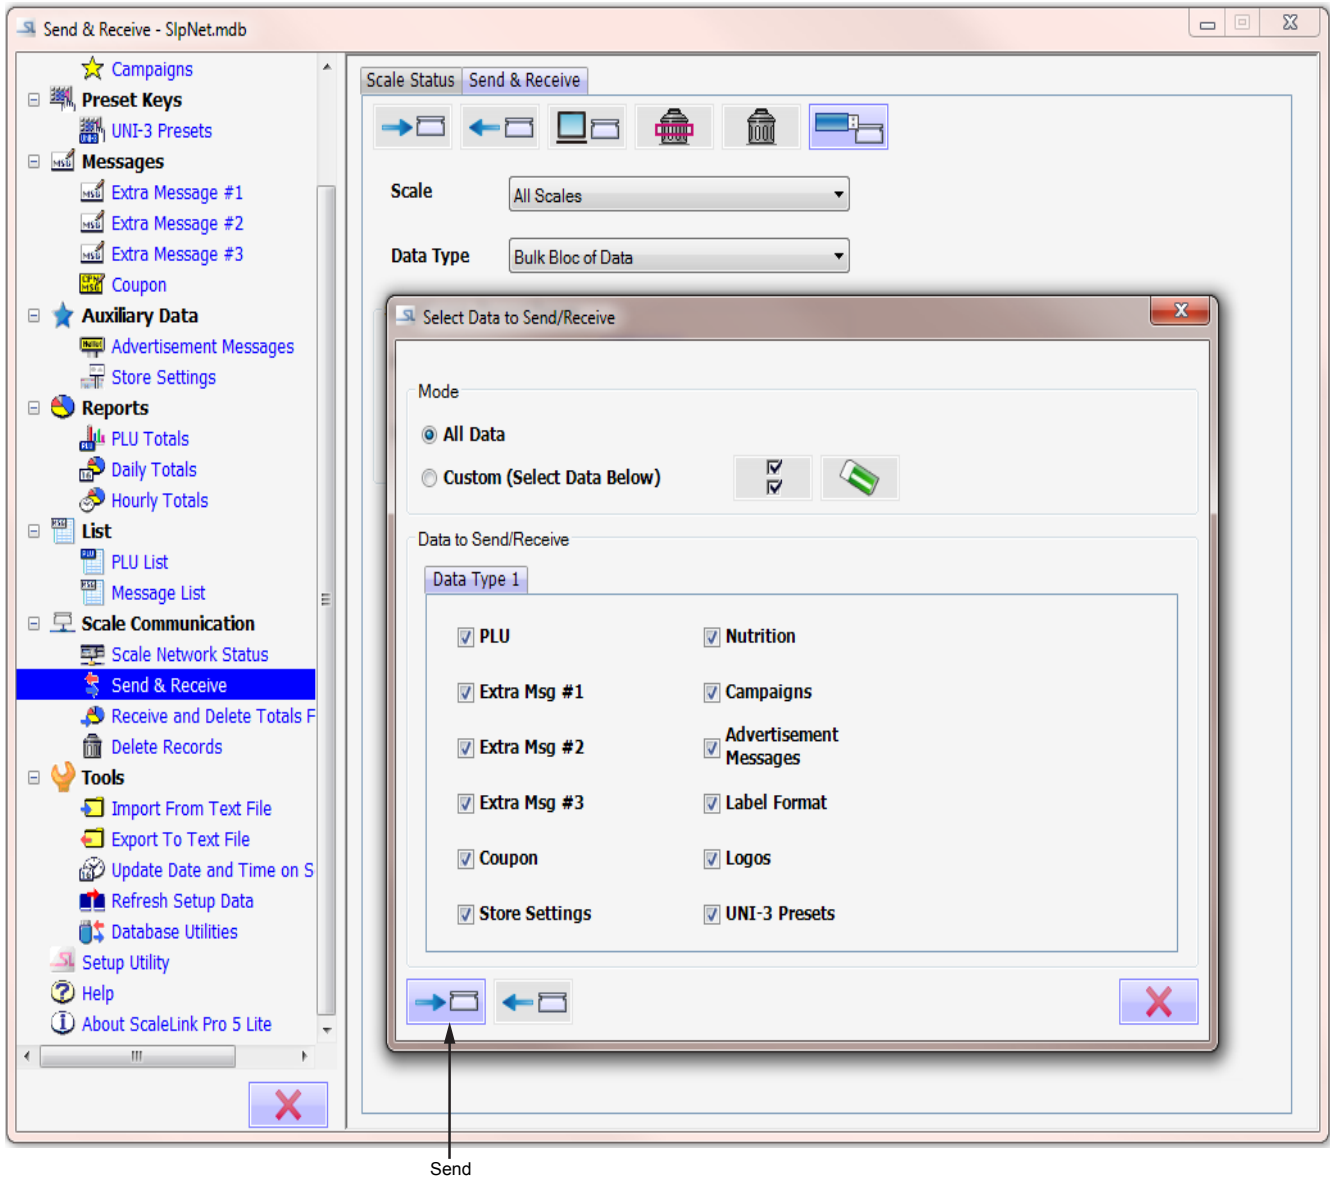 Send & Receive - SlpNet.mdb
Campaigns
Preset Keys
UNI-3 Presets
Messages
Extra Message #1
Extra Message #2
Extra Message #3
Coupon
Auxiliary Data
Advertisement Messages
Store Settings
Reports
PLU Totals
Daily Totals
Hourly Totals
List
PLU List
Message List
Scale Communication
Scale Network Status
Send & Receive
Receive and Delete Totals F
Delete Records
Tools
Import From Text File
Export To Text File
Update Date and Time on S
Refresh Setup Data
Database Utilities
Setup Utility
Help
About ScaleLink Pro 5 Lite
Scale Status Send & Receive
Scale All Scales
Data Type Bulk Bloc of Data
Select Data to Send/Receive
Mode
All Data
Custom (Select Data Below)
Data to Send/Receive
Data Type 1
PLU Nutrition
Extra Msg #1 Campaigns
Extra Msg #2 Advertisement
Messages
Extra Msg #3 Label Format
Coupon Logos
Store Settings UNI-3 Presets
Send